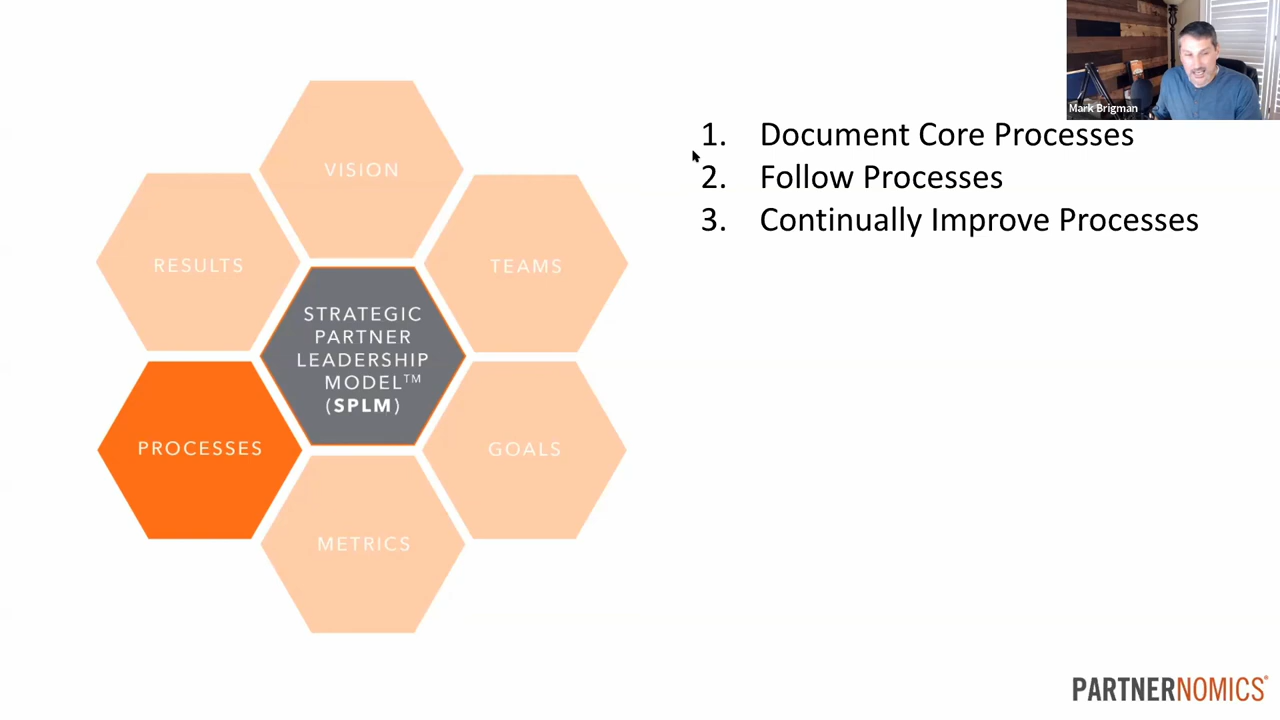 Mark Brigman
1. Document Core Processes
2. Follow Processes
3. Continually Improve Processes
VISION
RESULTS
TEAMS
STRATEGIC
PARTNER
LEADERSHIP
MODEL™
(SPLM)
PROCESSES
GOALS
METRICS
PARTNERNOMICS®